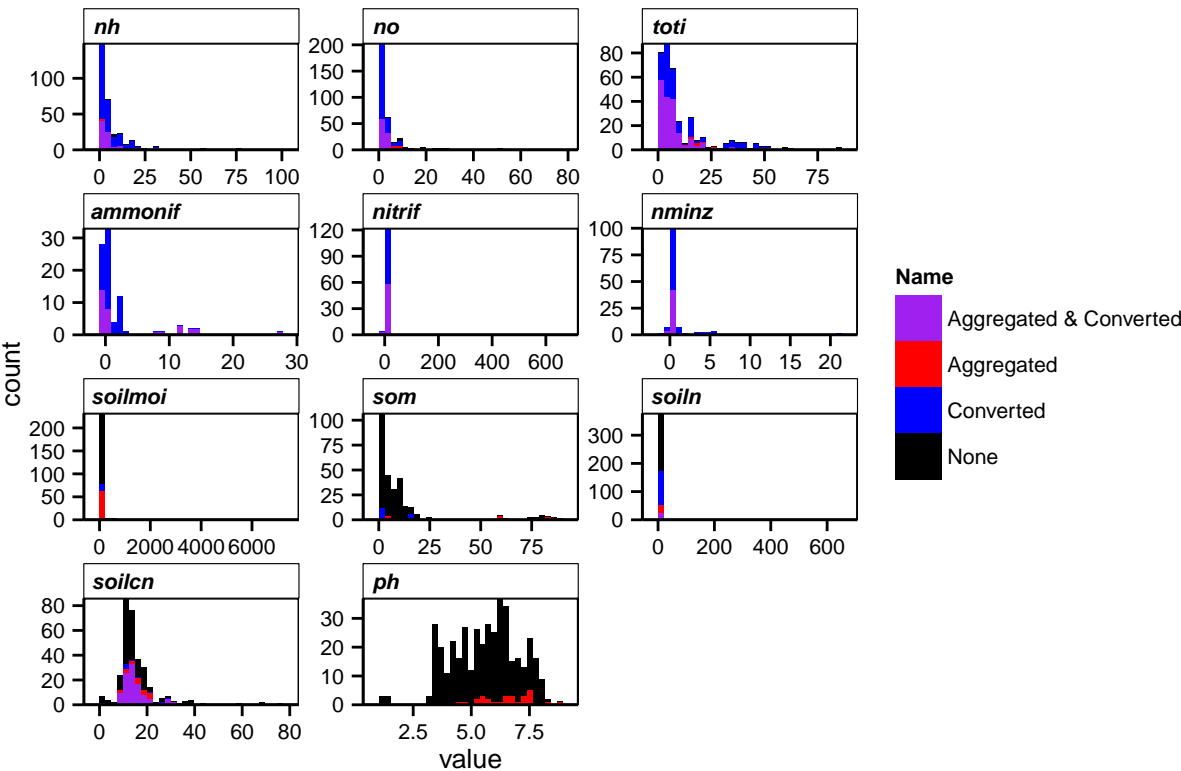 nh no toti
100 50 0
200 150 100 50 0
80 60 40 20 0
0 25 50 75 100
0 20 40 60 80
0 25 50 75
ammonif nitrif nminz
30 20 10 0
120 90 60 30 0
100 75 50 25 0
0 10 20 30
0 200 400 600
0 5 10 15 20
count
soilmoi som soiln
200 150 100 50 0
100 75 50 25 0
300 200 100 0
0 2000 4000 6000
0 25 50 75
0 200 400 600
soilcn ph
80 60 40 20 0
30 20 10 0
0 20 40 60 80
2.5 5.0 7.5
value
Name
Aggregated & Converted
Aggregated
Converted
None